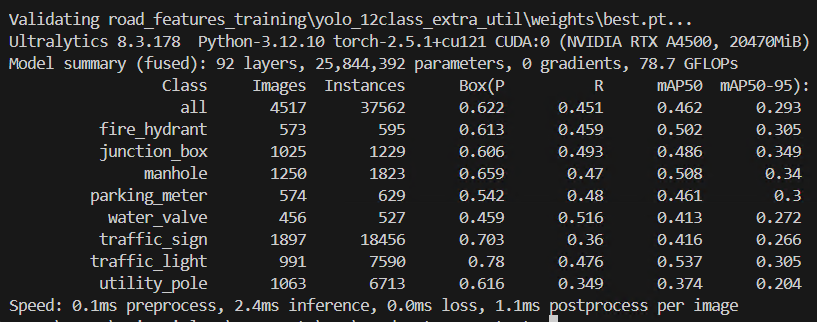 Validating road_features_training\yolo_12class_extra_util\weights\best.pt...
Ultralytics 8.3.178  Python-3.12.10 torch-2.5.1+cu121 CUDA:0 (NVIDIA RTX A4500, 20470MiB)
Model summary (fused): 92 layers, 25,844,392 parameters, 0 gradients, 78.7 GFLOPs
Class Images Instances Box(P R mAP50 mAP50-95):
all 4517 37562 0.622 0.451 0.462 0.293
fire_hydrant 573 595 0.613 0.459 0.502 0.305
junction_box 1025 1229 0.606 0.493 0.486 0.349
manhole 1250 1823 0.659 0.47 0.508 0.34
parking_meter 574 629 0.542 0.48 0.461 0.3
water_valve 456 527 0.459 0.516 0.413 0.272
traffic_sign 1897 18456 0.703 0.36 0.416 0.266
traffic_light 991 7590 0.78 0.476 0.537 0.305
utility_pole 1063 6713 0.616 0.349 0.374 0.204
Speed: 0.1ms preprocess, 2.4ms inference, 0.0ms loss, 1.1ms postprocess per image